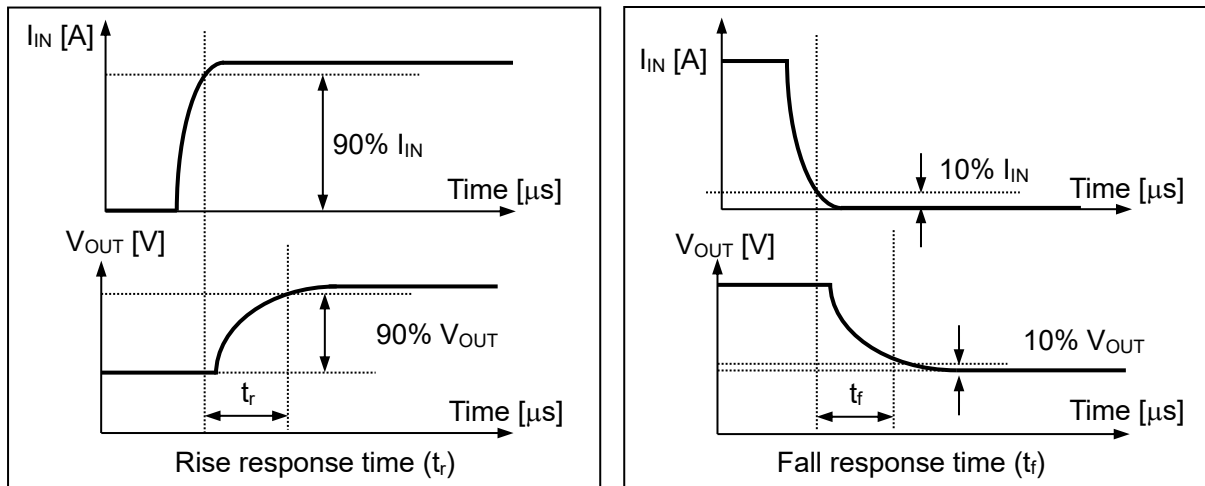 I_IN [A]
90% I_IN
Time [μs]
V_OUT [V]
90% V_OUT
t_r
Time [μs]
Rise response time (t_r)
I_IN [A]
10% I_IN
Time [μs]
V_OUT [V]
10% V_OUT
t_f
Time [μs]
Fall response time (t_f)